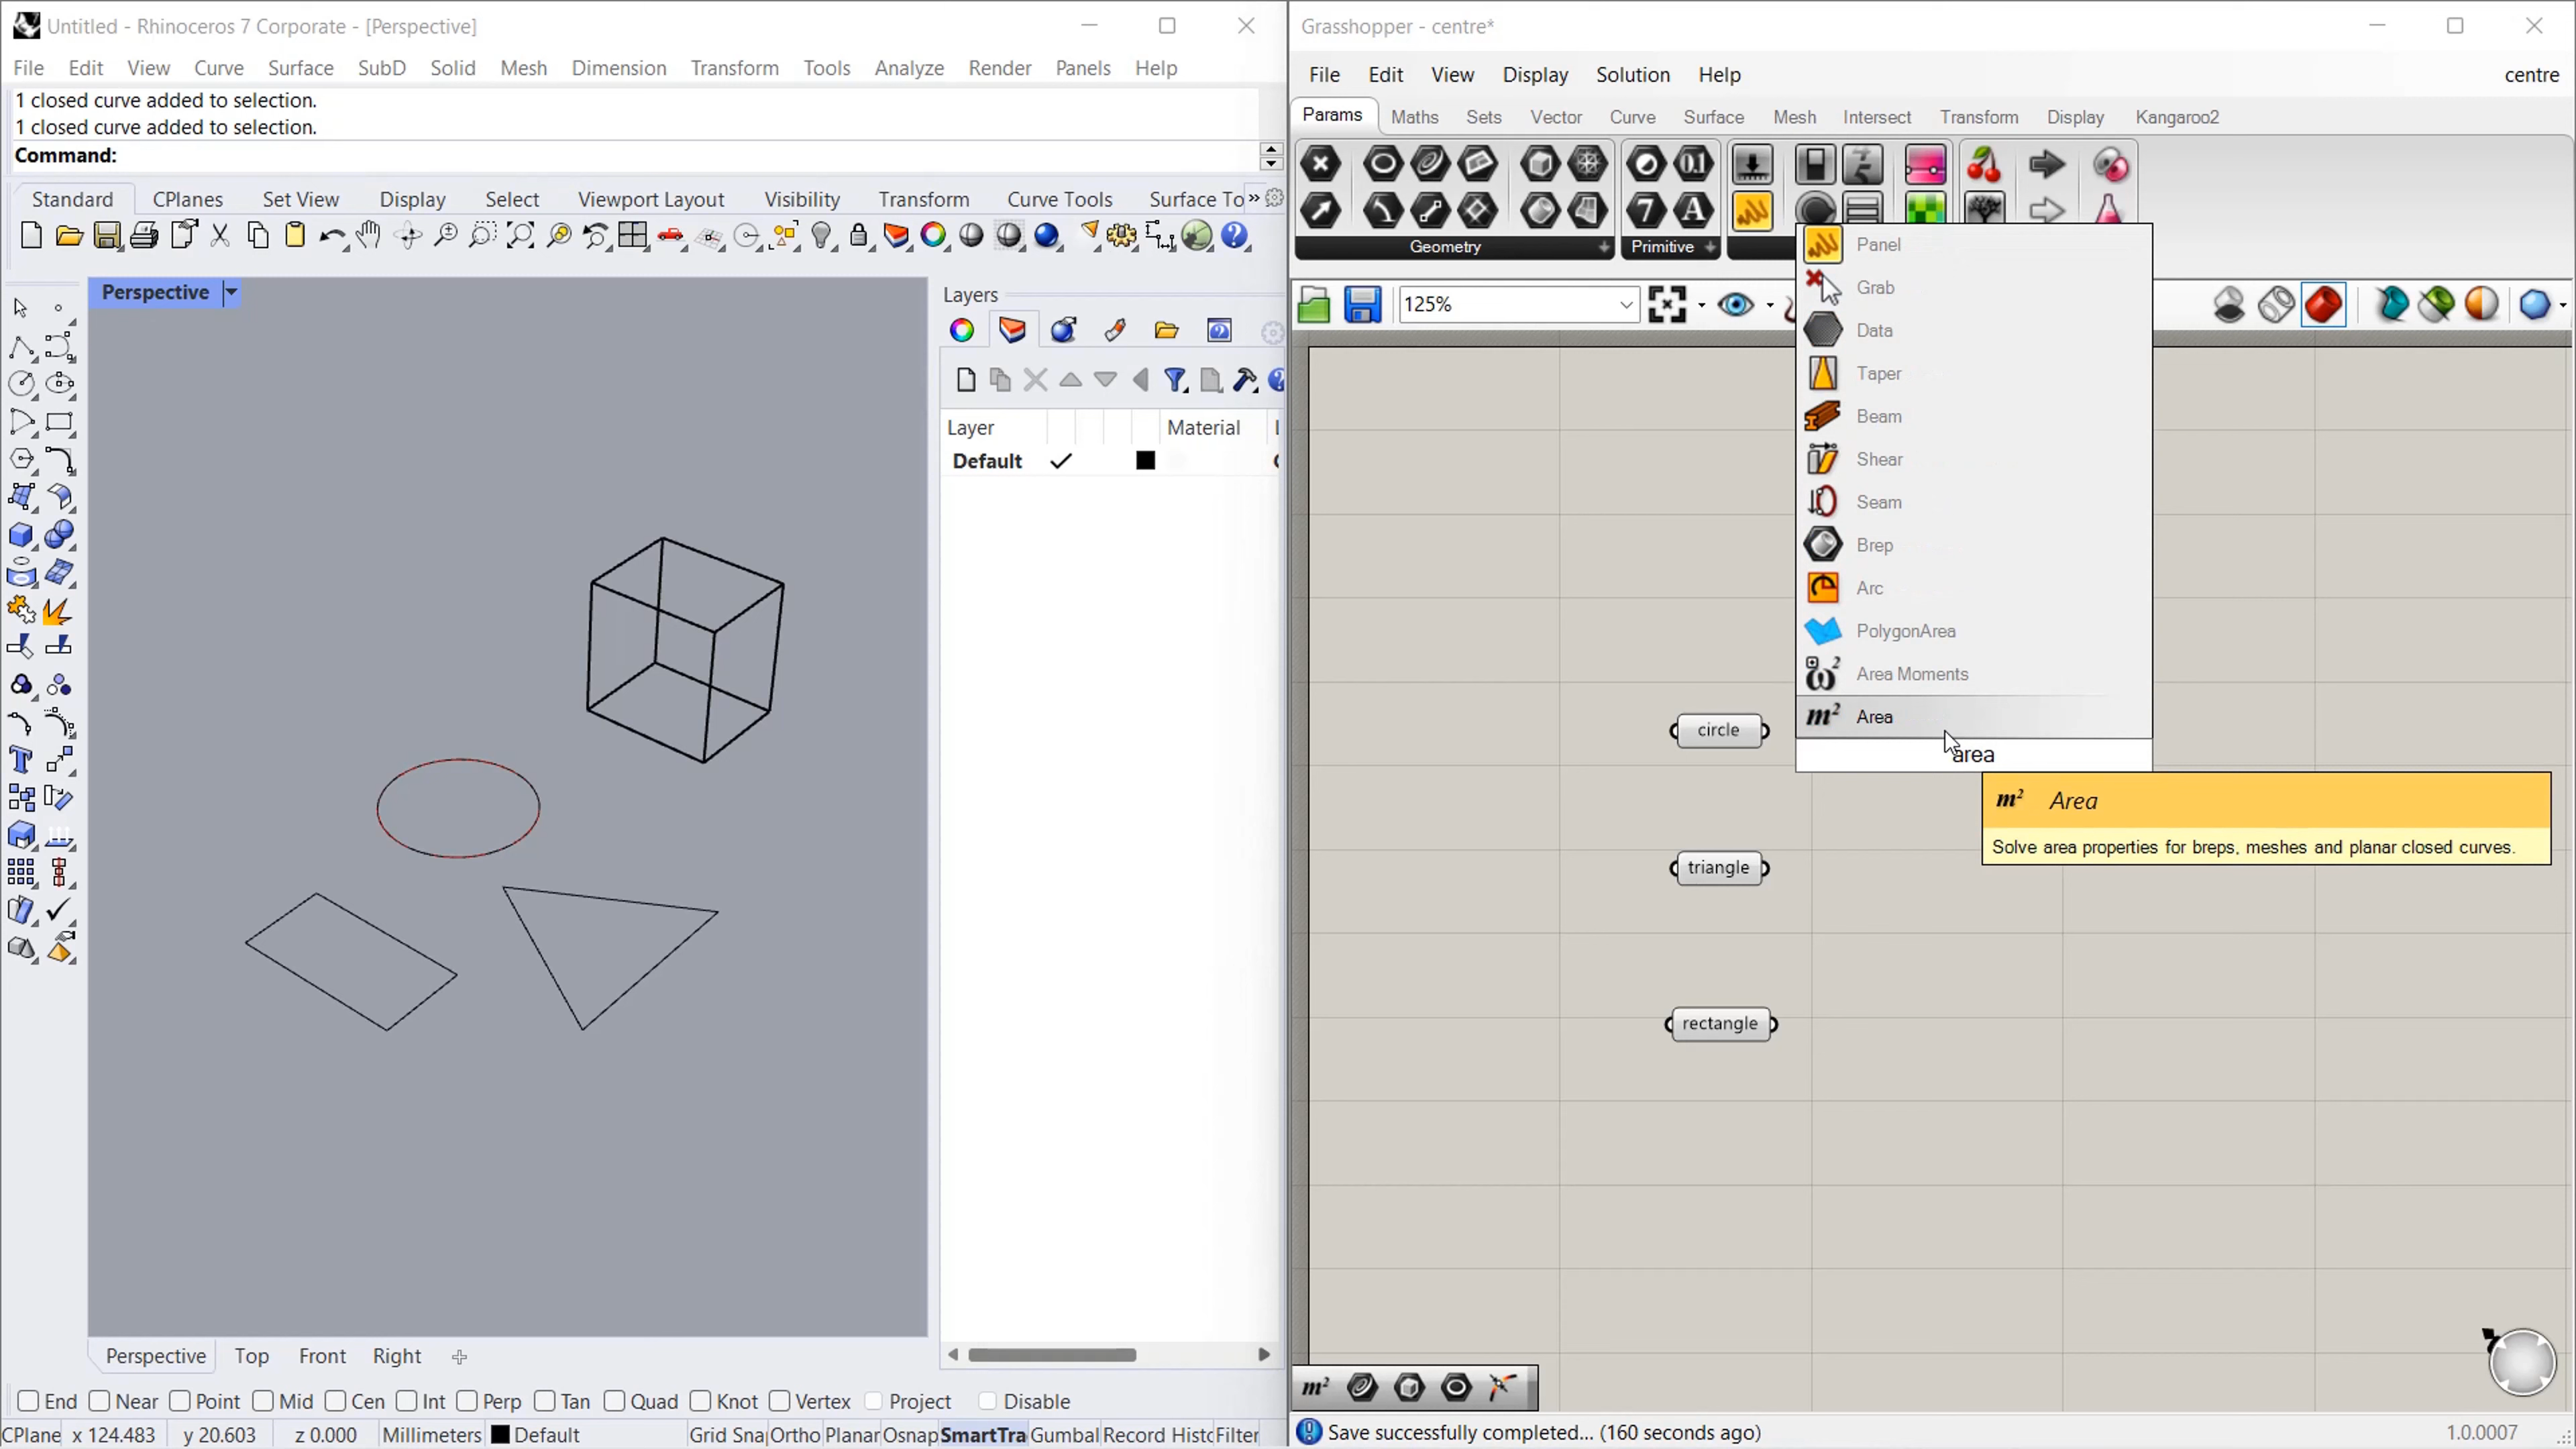 Untitled - Rhinoceros 7 Corporate - [Perspective]
File Edit View Curve Surface SubD Solid Mesh Dimension Transform Tools Analyze Render Panels Help
1 closed curve added to selection.
1 closed curve added to selection.
Command:
Standard CPlanes Set View Display Select Viewport Layout Visibility Transform Curve Tools Surface To »
Perspective
Layers
Layer Material
Default
Perspective Top Front Right
End Near Point Mid Cen Int Perp Tan Quad Knot Vertex Project Disable
CPlane x 124.483 y 20.603 z 0.000 Millimeters Default Grid Sna Ortho Planar Osnap SmartTra Gumbal Record Histo Filter
Grasshopper - centre*
File Edit View Display Solution Help centre
Params Maths Sets Vector Curve Surface Mesh Intersect Transform Display Kangaroo2
Geometry Primitive
125%
Panel
Grab
Data
Taper
Beam
Shear
Seam
Brep
Arc
PolygonArea
Area Moments
m² Area
area
m² Area
Solve area properties for breps, meshes and planar closed curves.
circle
triangle
rectangle
m²
Save successfully completed... (160 seconds ago) 1.0.0007